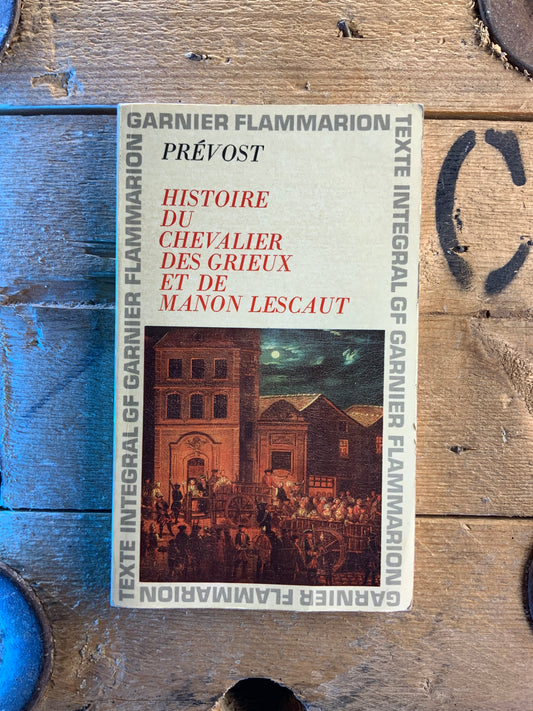 GARNIER FLAMMARION
PRÉVOST
HISTOIRE
DU
CHEVALIER
DES GRIEUX
ET DE
MANON LESCAUT
TEXTE INTEGRAL GF GARNIER FLAMMARION
TEXTE INTEGRAL GF GARNIER FLAMMARION
GARNIER FLAMMARION